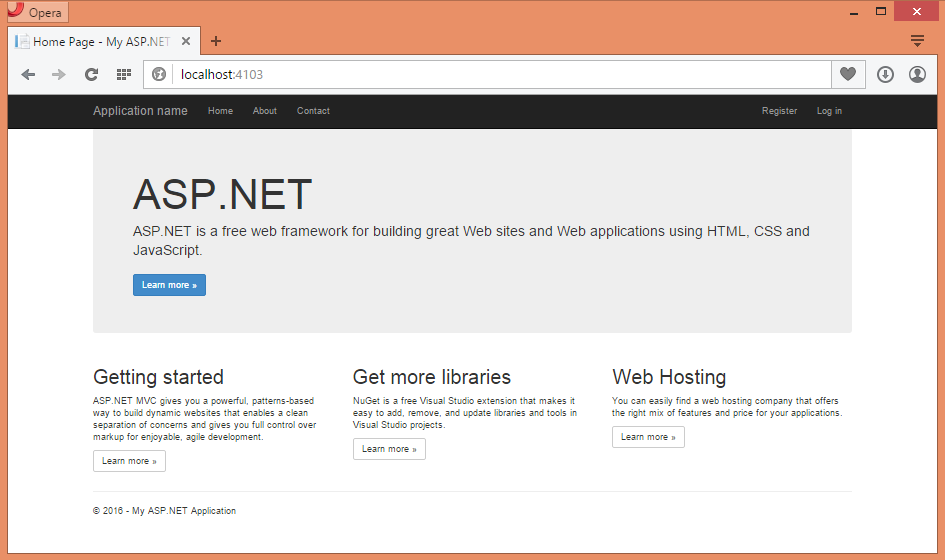 Opera
Home Page - My ASP.NET
localhost:4103
Application name Home About Contact Register Log in
ASP.NET
ASP.NET is a free web framework for building great Web sites and Web applications using HTML, CSS and
JavaScript.
Learn more »
Getting started
ASP.NET MVC gives you a powerful, patterns-based
way to build dynamic websites that enables a clean
separation of concerns and gives you full control over
markup for enjoyable, agile development.
Learn more »
Get more libraries
NuGet is a free Visual Studio extension that makes it
easy to add, remove, and update libraries and tools in
Visual Studio projects.
Learn more »
Web Hosting
You can easily find a web hosting company that offers
the right mix of features and price for your applications.
Learn more »
© 2016 - My ASP.NET Application